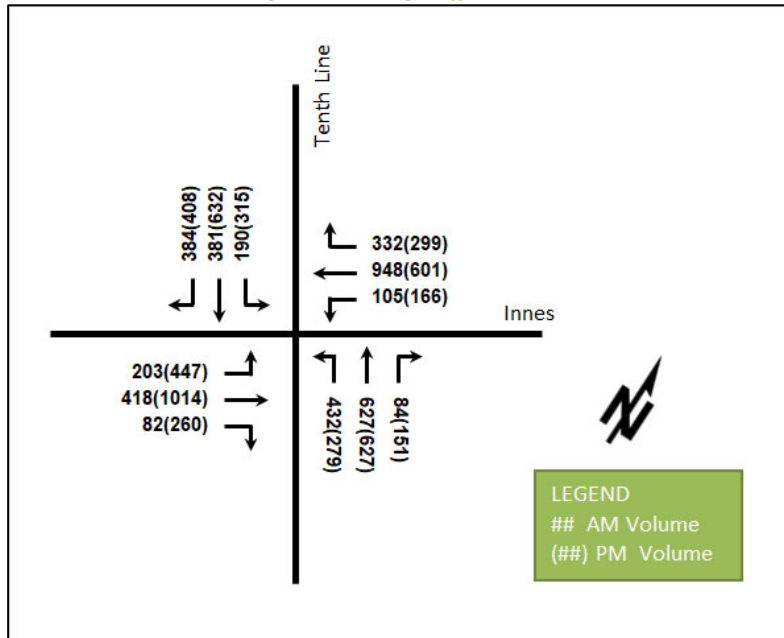 Tenth Line
384(408)
381(632)
190(315)
332(299)
948(601)
105(166)
Innes
203(447)
418(1014)
82(260)
432(279)
627(627)
84(151)
N
LEGEND
## AM Volume
(##) PM Volume